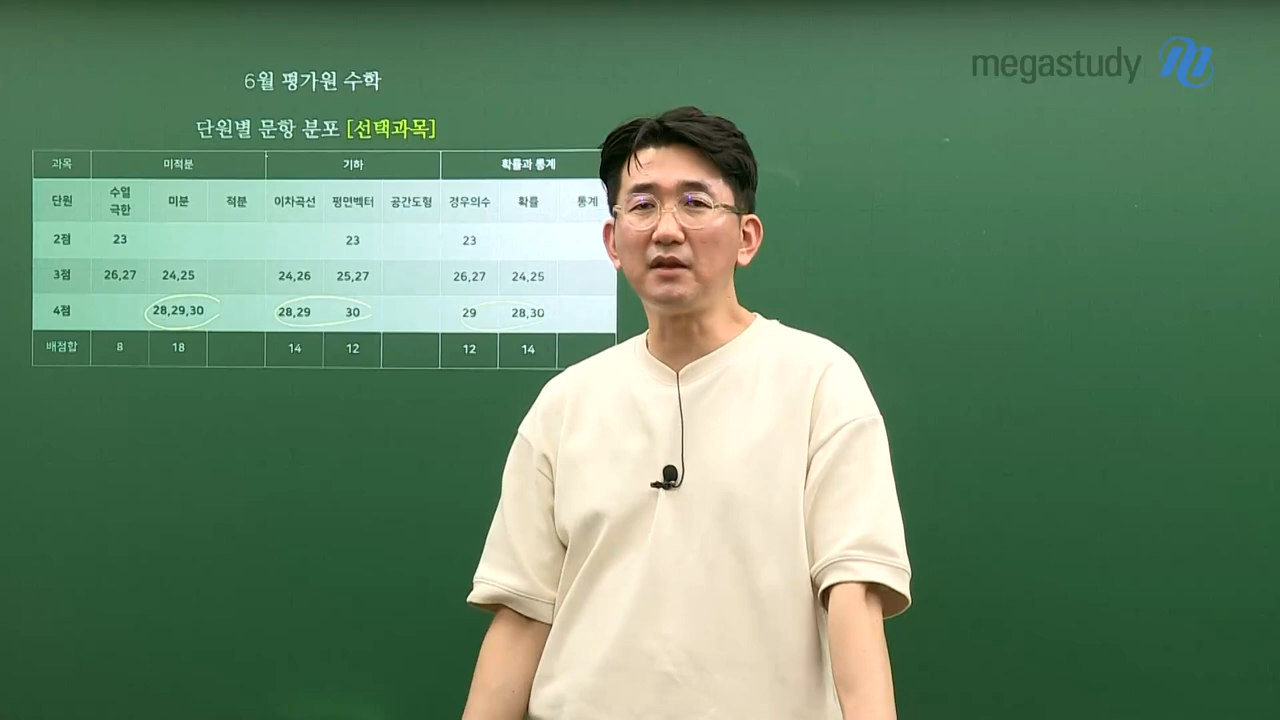 megastudy
6월 평가원 수학
단원별 문항 분포 [선택과목]
과목 미적분 기하 확률과 통계
단원 수열 극한 미분 적분 이차곡선 평면벡터 공간도형 경우의수 확률 통계
2점 23 23 23
3점 26,27 24,25 24,26 25,27 26,27 24,25
4점 28,29,30 28,29 30 29 28,30
배점합 8 18 14 12 12 14